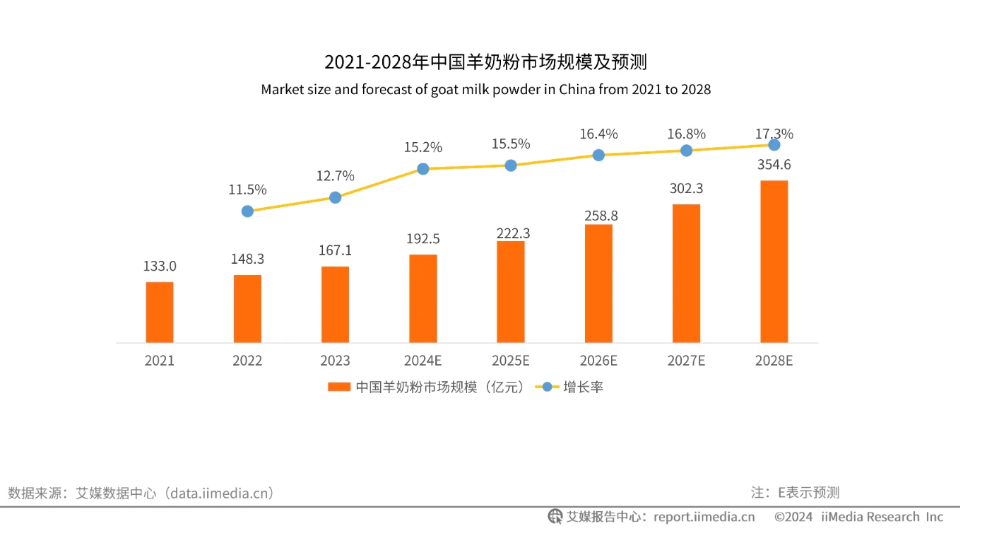 2021-2028年中国羊奶粉市场规模及预测
Market size and forecast of goat milk powder in China from 2021 to 2028
11.5% 12.7% 15.2% 15.5% 16.4% 16.8% 17.3%
133.0 148.3 167.1 192.5 222.3 258.8 302.3 354.6
2021 2022 2023 2024E 2025E 2026E 2027E 2028E
中国羊奶粉市场规模（亿元） 增长率
数据来源：艾媒数据中心（data.iimedia.cn） 注：E表示预测
艾媒报告中心：report.iimedia.cn ©2024 iiMedia Research Inc